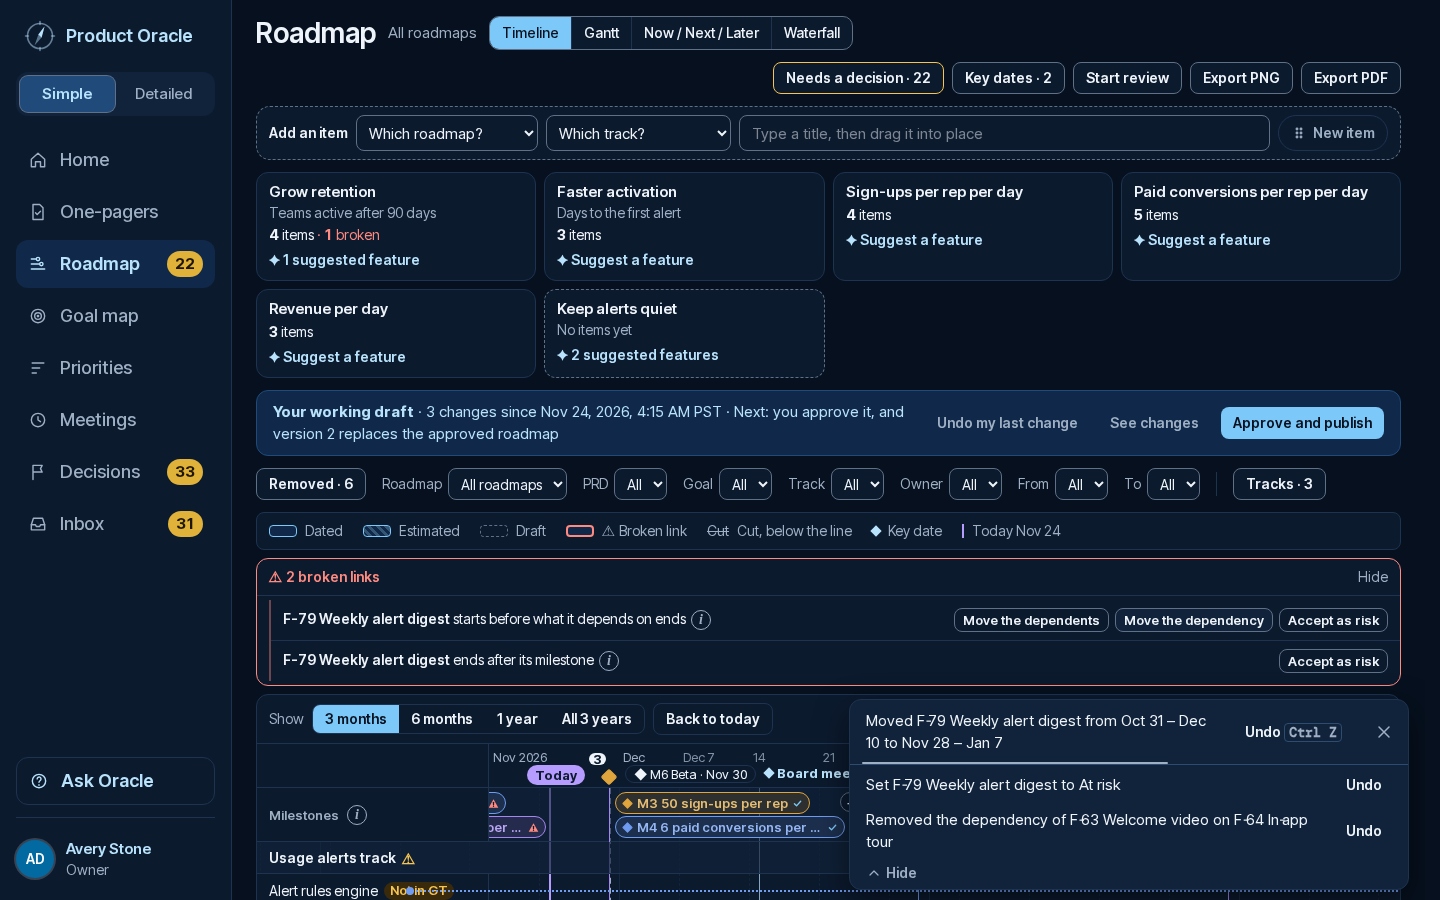 Product Oracle
Simple
Detailed
Home
One-pagers
Roadmap
22
Goal map
Priorities
Meetings
Decisions
33
Inbox
31
Ask Oracle
AD
Avery Stone
Owner
Roadmap
All roadmaps
Timeline
Gantt
Now / Next / Later
Waterfall
Needs a decision · 22
Key dates · 2
Start review
Export PNG
Export PDF
Add an item
Which roadmap?
Which track?
Type a title, then drag it into place
New item
Grow retention
Teams active after 90 days
4 items · 1 broken
1 suggested feature
Faster activation
Days to the first alert
3 items
Suggest a feature
Sign-ups per rep per day
4 items
Suggest a feature
Paid conversions per rep per day
5 items
Suggest a feature
Revenue per day
3 items
Suggest a feature
Keep alerts quiet
No items yet
2 suggested features
Your working draft · 3 changes since Nov 24, 2026, 4:15 AM PST · Next: you approve it, and
version 2 replaces the approved roadmap
Undo my last change
See changes
Approve and publish
Removed · 6
Roadmap
All roadmaps
PRD
All
Goal
All
Track
All
Owner
All
From
All
To
All
Tracks · 3
Dated
Estimated
Draft
⚠ Broken link
Cut Cut, below the line
Key date
Today Nov 24
⚠ 2 broken links
Hide
F-79 Weekly alert digest starts before what it depends on ends i
Move the dependents
Move the dependency
Accept as risk
F-79 Weekly alert digest ends after its milestone i
Accept as risk
Show
3 months
6 months
1 year
All 3 years
Back to today
Nov 2026
3
Dec
Dec 7
14
21
Today
M6 Beta · Nov 30
Board mee
Milestones i
M3 50 sign-ups per rep
per ...
M4 6 paid conversions per ...
Usage alerts track ⚠
Alert rules engine
Moved F-79 Weekly alert digest from Oct 31 – Dec
10 to Nov 28 – Jan 7
Undo Ctrl Z
Set F-79 Weekly alert digest to At risk
Undo
Removed the dependency of F-63 Welcome video on F-64 In-app
tour
Undo
Hide